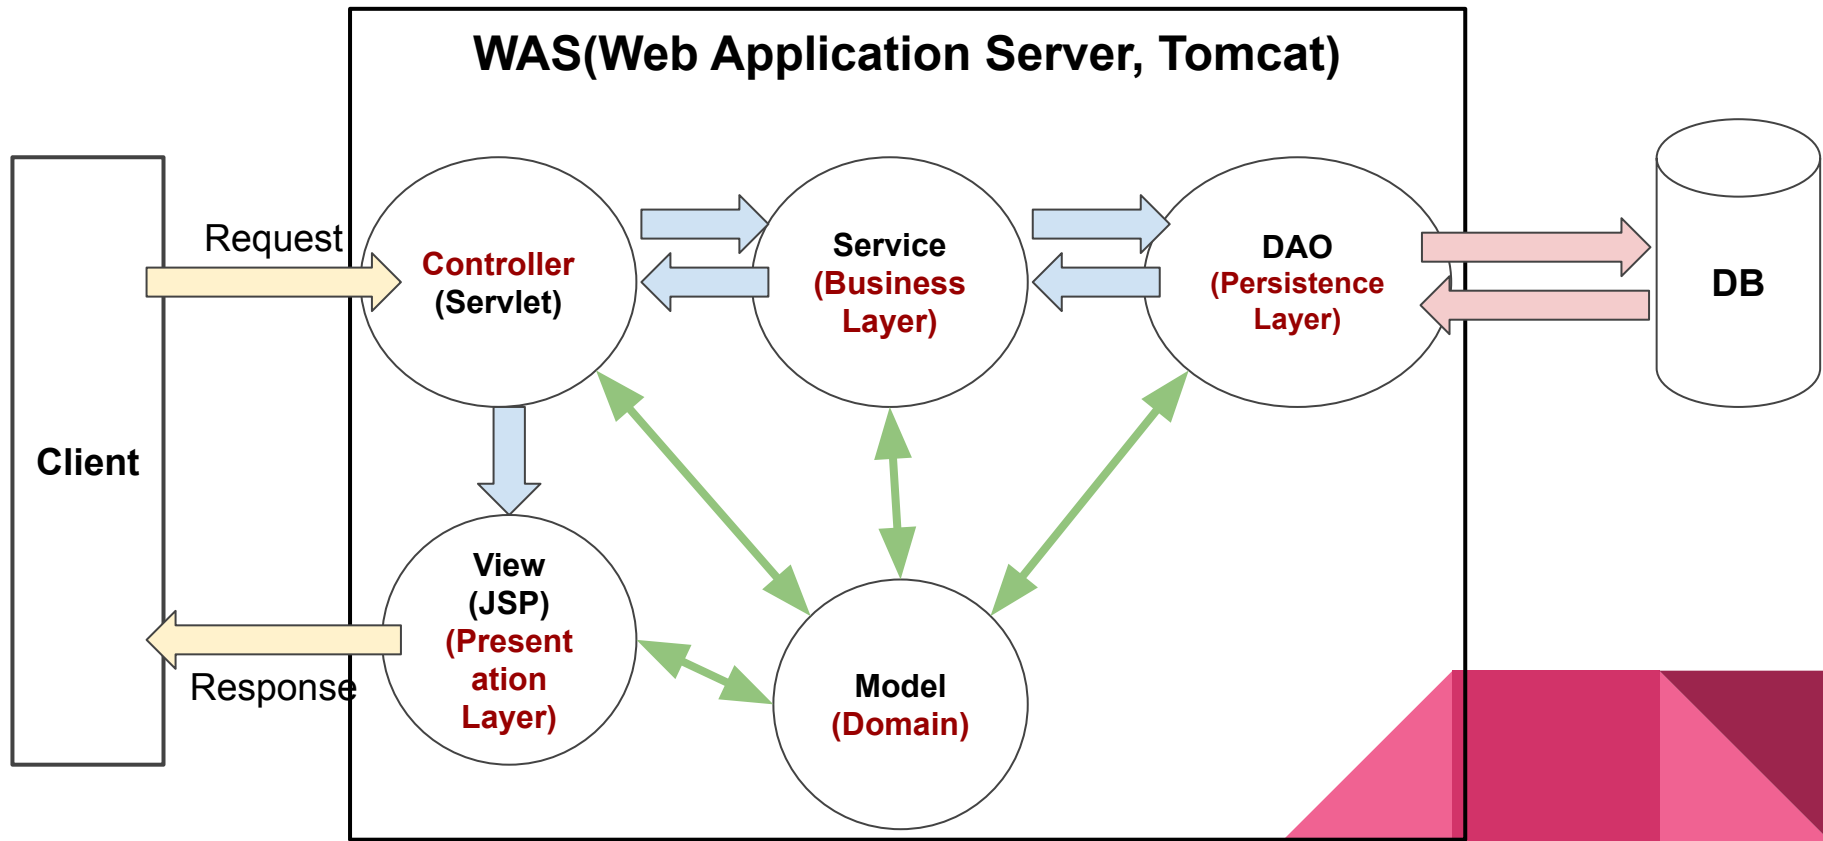 WAS(Web Application Server, Tomcat)
Request
Controller
(Servlet)
Service
(Business
Layer)
DAO
(Persistence
Layer)
DB
Client
View
(JSP)
(Present
ation
Layer)
Response
Model
(Domain)